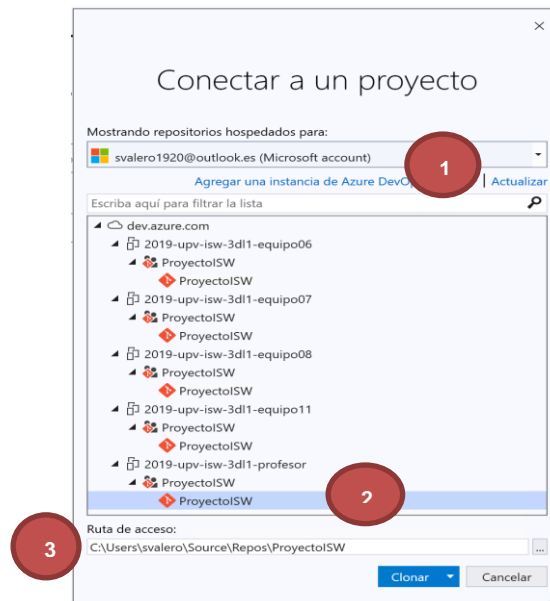 Conectar a un proyecto
Mostrando repositorios hospedados para:
svalero1920@outlook.es (Microsoft account)
1
Agregar una instancia de Azure | Actualizar
Escriba aquí para filtrar la lista
dev.azure.com
2019-upv-isw-3dl1-equipo06
ProyectoISW
ProyectoISW
2019-upv-isw-3dl1-equipo07
ProyectoISW
ProyectoISW
2019-upv-isw-3dl1-equipo08
ProyectoISW
ProyectoISW
2019-upv-isw-3dl1-equipo11
ProyectoISW
ProyectoISW
2019-upv-isw-3dl1-profesor
ProyectoISW
ProyectoISW
2
Ruta de acceso:
3
C:\Users\svalero\Source\Repos\ProyectoISW
...
Clonar
Cancelar